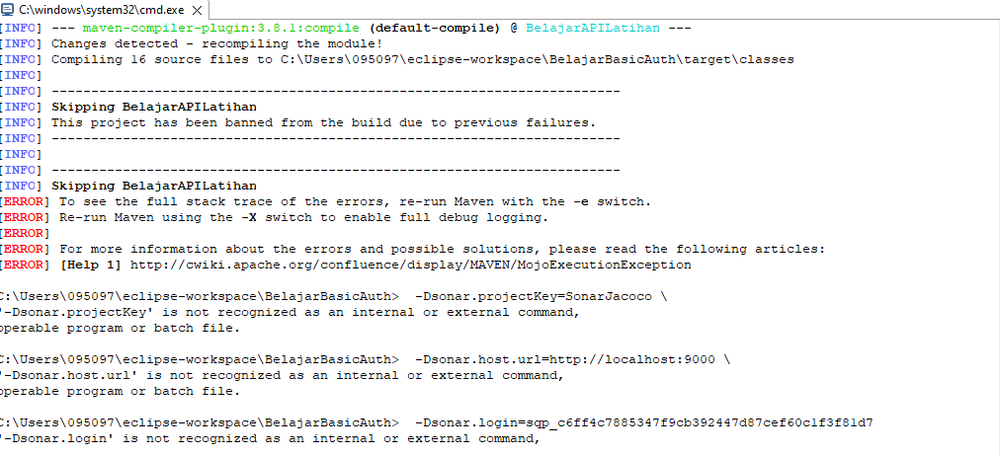 C:\windows\system32\cmd.exe
[INFO] --- maven-compiler-plugin:3.8.1:compile (default-compile) @ BelajarAPILatihan ---
[INFO] Changes detected - recompiling the module!
[INFO] Compiling 16 source files to C:\Users\095097\eclipse-workspace\BelajarBasicAuth\target\classes
[INFO]
[INFO] ------------------------------------------------------------------------
[INFO] Skipping BelajarAPILatihan
[INFO] This project has been banned from the build due to previous failures.
[INFO] ------------------------------------------------------------------------
[INFO]
[INFO] ------------------------------------------------------------------------
[INFO] Skipping BelajarAPILatihan
[ERROR] To see the full stack trace of the errors, re-run Maven with the -e switch.
[ERROR] Re-run Maven using the -X switch to enable full debug logging.
[ERROR]
[ERROR] For more information about the errors and possible solutions, please read the following articles:
[ERROR] [Help 1] http://cwiki.apache.org/confluence/display/MAVEN/MojoExecutionException
C:\Users\095097\eclipse-workspace\BelajarBasicAuth>  -Dsonar.projectKey=SonarJacoco \
'-Dsonar.projectKey' is not recognized as an internal or external command,
operable program or batch file.
C:\Users\095097\eclipse-workspace\BelajarBasicAuth>  -Dsonar.host.url=http://localhost:9000 \
'-Dsonar.host.url' is not recognized as an internal or external command,
operable program or batch file.
C:\Users\095097\eclipse-workspace\BelajarBasicAuth>  -Dsonar.login=sqp_c6ff4c7885347f9cb392447d87cef60c1f3f81d7
'-Dsonar.login' is not recognized as an internal or external command,